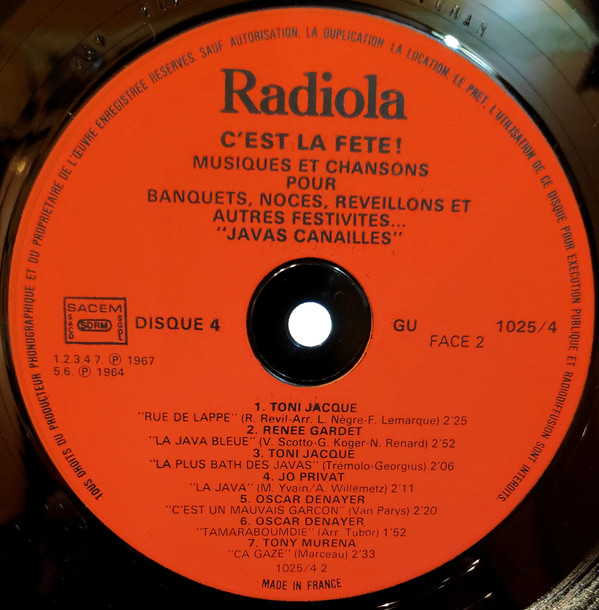 TOUS DROITS DU PRODUCTEUR PHONOGRAPHIQUE ET DU PROPRIETAIRE DE L'ŒUVRE ENREGISTREE RESERVES. SAUF AUTORISATION, LA DUPLICATION, LA LOCATION, LE PRET, L'UTILISATION DE CE DISQUE POUR EXECUTION PUBLIQUE ET RADIODIFFUSION SONT INTERDITS
Radiola
C'EST LA FETE!
MUSIQUES ET CHANSONS
POUR
BANQUETS, NOCES, REVEILLONS ET
AUTRES FESTIVITES...
"JAVAS CANAILLES"
SACEM
SACD SDRM SGDL
DISQUE 4
GU 1025/4
FACE 2
1.2.3.4.7 Ⓟ 1967
5.6. Ⓟ 1964
1. TONI JACQUE
"RUE DE LAPPE" (R. Revil-Arr. L. Nègre-F. Lemarque) 2'25
2. RENEE GARDET
"LA JAVA BLEUE" (V. Scotto-G. Koger-N. Renard) 2'52
3. TONI JACQUE
"LA PLUS BATH DES JAVAS" (Trémolo-Georgius) 2'06
4. JO PRIVAT
"LA JAVA" (M. Yvain/A. Willemetz) 2'11
5. OSCAR DENAYER
"C'EST UN MAUVAIS GARCON" (Van Parys) 2'20
6. OSCAR DENAYER
"TAMARABOUMDIE" (Arr. Tubor) 1'52
7. TONY MURENA
"CA GAZE" (Marceau) 2'33
1025/4 2
MADE IN FRANCE